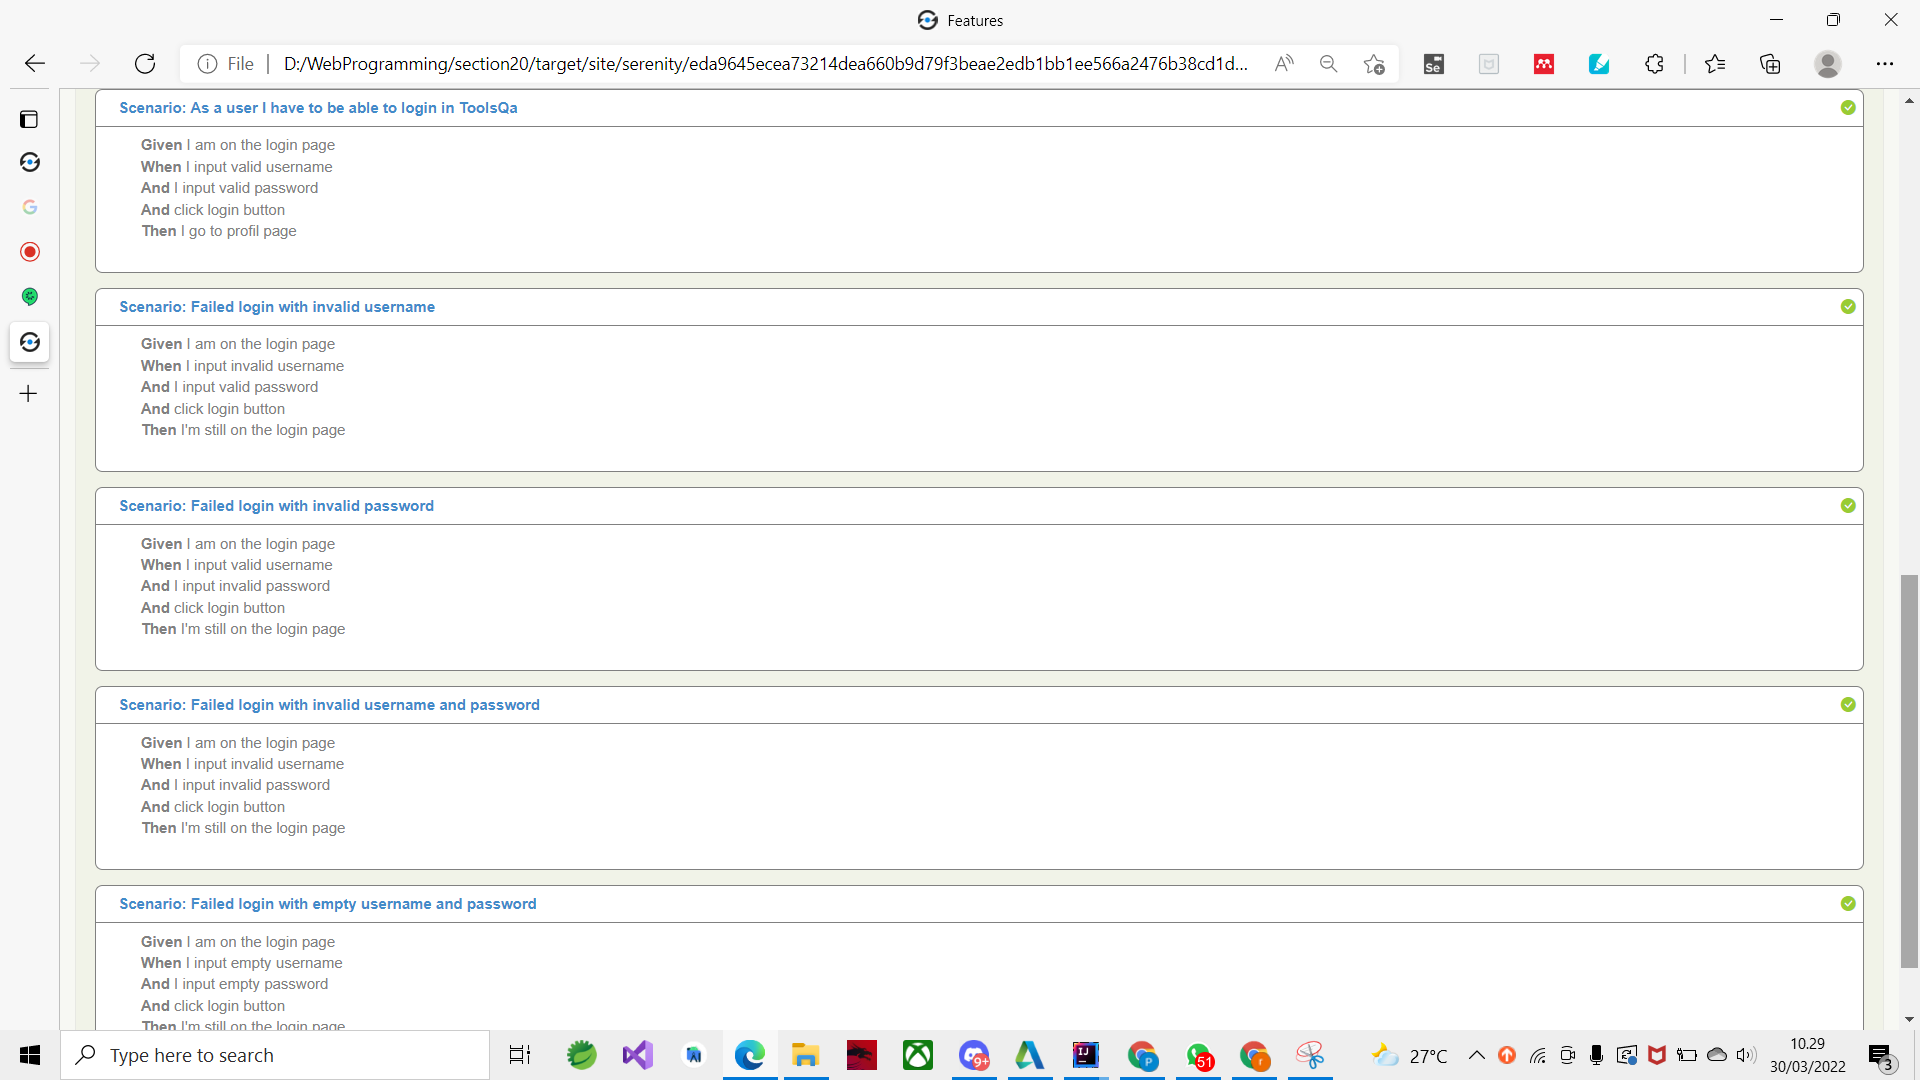 Features
File
D:/WebProgramming/section20/target/site/serenity/eda9645ecea73214dea660b9d79f3beae2edb1bb1ee566a2476b38cd1d...
Scenario: As a user I have to be able to login in ToolsQa
Given I am on the login page
When I input valid username
And I input valid password
And click login button
Then I go to profil page
Scenario: Failed login with invalid username
Given I am on the login page
When I input invalid username
And I input valid password
And click login button
Then I'm still on the login page
Scenario: Failed login with invalid password
Given I am on the login page
When I input valid username
And I input invalid password
And click login button
Then I'm still on the login page
Scenario: Failed login with invalid username and password
Given I am on the login page
When I input invalid username
And I input invalid password
And click login button
Then I'm still on the login page
Scenario: Failed login with empty username and password
Given I am on the login page
When I input empty username
And I input empty password
And click login button
Then I'm still on the login page
Type here to search
9+
IJ
P
51
r
27°C
10.29
30/03/2022
3